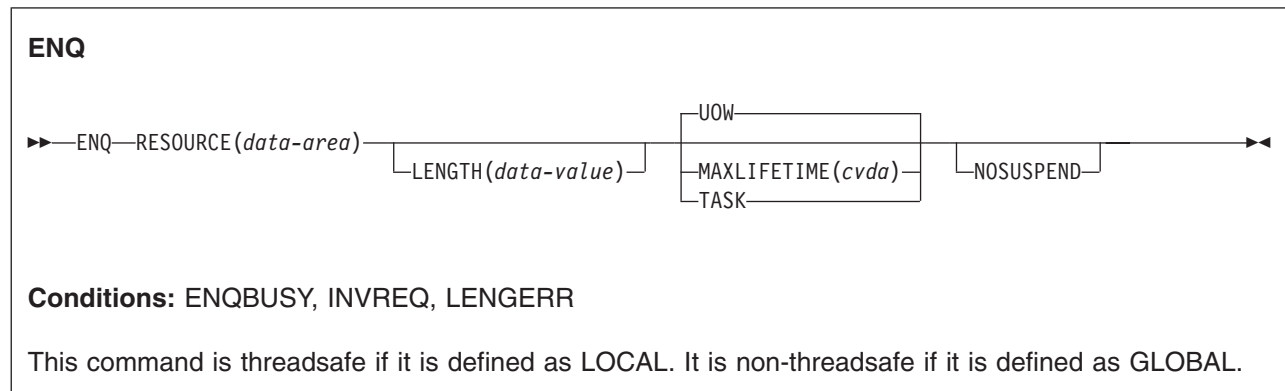 ENQ
UOW
ENQ RESOURCE(data-area)
LENGTH(data-value) MAXLIFETIME(cvda) NOSUSPEND
TASK
Conditions: ENQBUSY, INVREQ, LENGERR
This command is threadsafe if it is defined as LOCAL. It is non-threadsafe if it is defined as GLOBAL.